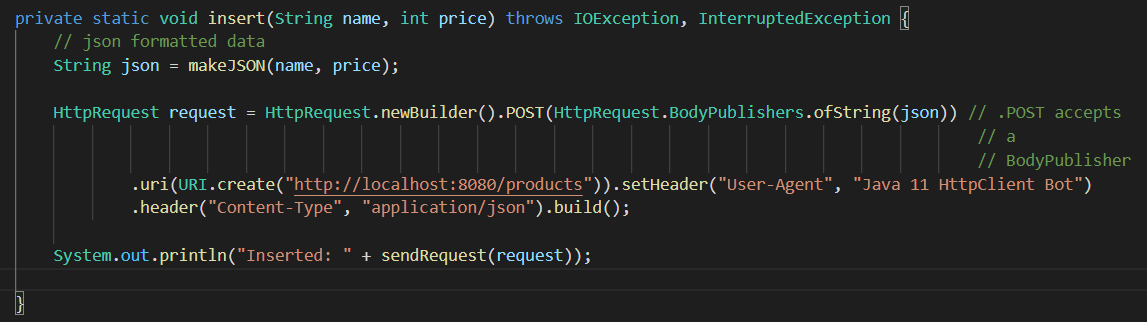 private static void insert(String name, int price) throws IOException, InterruptedException {
// json formatted data
String json = makeJSON(name, price);
HttpRequest request = HttpRequest.newBuilder().POST(HttpRequest.BodyPublishers.ofString(json)) // .POST accepts
// a
// BodyPublisher
.uri(URI.create("http://localhost:8080/products")).setHeader("User-Agent", "Java 11 HttpClient Bot")
.header("Content-Type", "application/json").build();
System.out.println("Inserted: " + sendRequest(request));
}